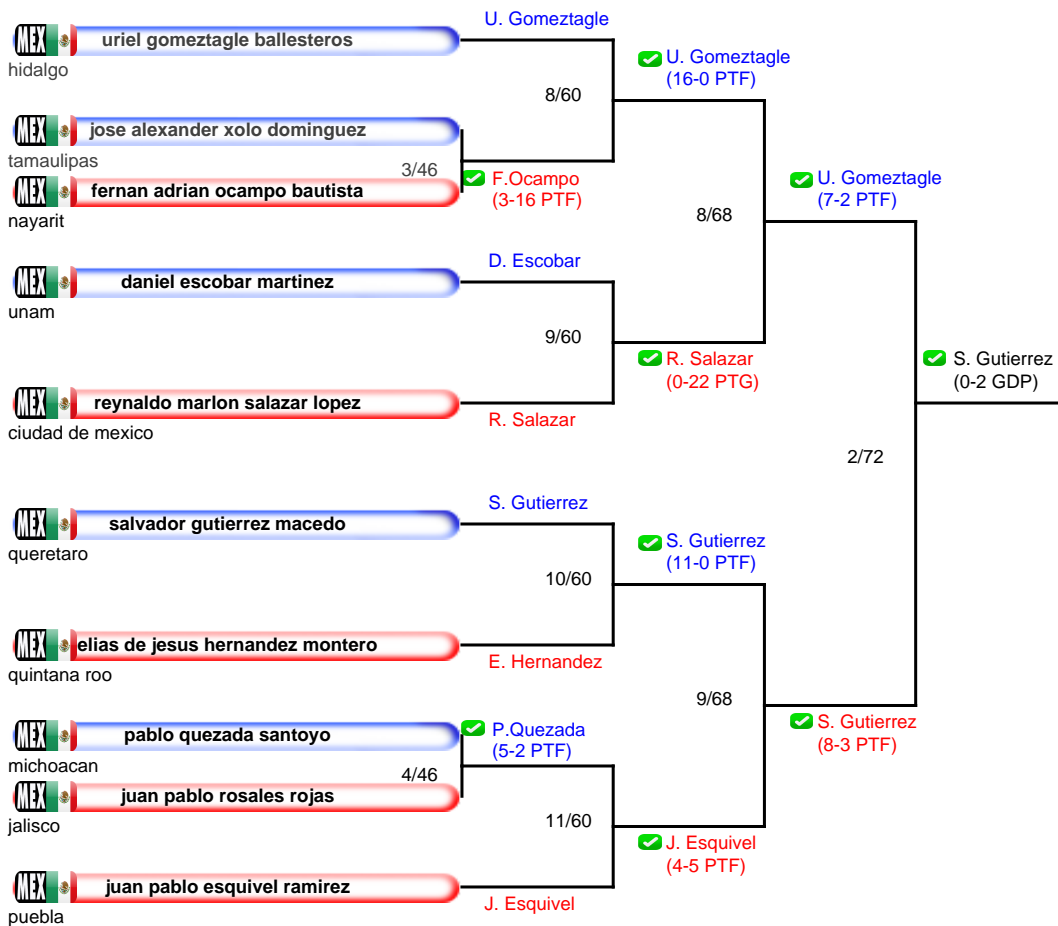 U. Gomeztagle
MEX uriel gomeztagle ballesteros
hidalgo
U. Gomeztagle
(16-0 PTF)
8/60
MEX jose alexander xolo dominguez
tamaulipas
3/46
MEX fernan adrian ocampo bautista
nayarit
F.Ocampo
(3-16 PTF)
U. Gomeztagle
(7-2 PTF)
8/68
D. Escobar
MEX daniel escobar martinez
unam
9/60
R. Salazar
(0-22 PTG)
S. Gutierrez
(0-2 GDP)
MEX reynaldo marlon salazar lopez
ciudad de mexico
R. Salazar
2/72
S. Gutierrez
MEX salvador gutierrez macedo
queretaro
S. Gutierrez
(11-0 PTF)
10/60
MEX elias de jesus hernandez montero
quintana roo
E. Hernandez
9/68
S. Gutierrez
(8-3 PTF)
MEX pablo quezada santoyo
michoacan
P.Quezada
(5-2 PTF)
4/46
MEX juan pablo rosales rojas
jalisco
11/60
J. Esquivel
(4-5 PTF)
MEX juan pablo esquivel ramirez
puebla
J. Esquivel